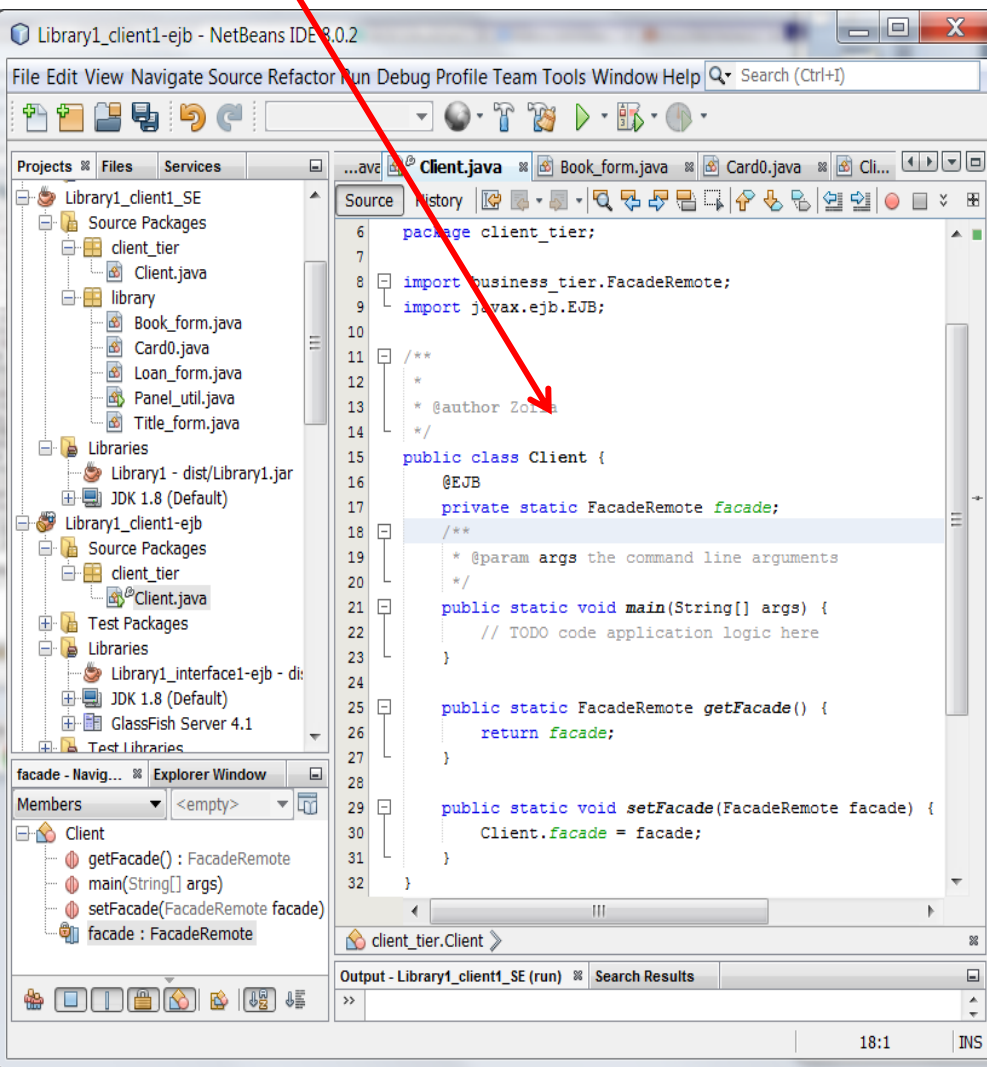 Library1_client1-ejb - NetBeans IDE 8.0.2
File Edit View Navigate Source Refactor Run Debug Profile Team Tools Window Help Search (Ctrl+I)
Projects Files Services
Library1_client1_SE
Source Packages
client_tier
Client.java
library
Book_form.java
Card0.java
Loan_form.java
Panel_util.java
Title_form.java
Libraries
Library1 - dist/Library1.jar
JDK 1.8 (Default)
Library1_client1-ejb
Source Packages
client_tier
Client.java
Test Packages
Libraries
Library1_interface1-ejb - dis
JDK 1.8 (Default)
GlassFish Server 4.1
Test Libraries
facade - Navig... Explorer Window
Members <empty>
Client
getFacade() : FacadeRemote
main(String[] args)
setFacade(FacadeRemote facade)
facade : FacadeRemote
...ava Client.java Book_form.java Card0.java Cli...
Source History
6 package client_tier;
7
8 import business_tier.FacadeRemote;
9 import javax.ejb.EJB;
10
11 /**
12 *
13 * @author Zofia
14 */
15 public class Client {
16 @EJB
17 private static FacadeRemote facade;
18 /**
19 * @param args the command line arguments
20 */
21 public static void main(String[] args) {
22 // TODO code application logic here
23 }
24
25 public static FacadeRemote getFacade() {
26 return facade;
27 }
28
29 public static void setFacade(FacadeRemote facade) {
30 Client.facade = facade;
31 }
32 }
client_tier.Client
Output - Library1_client1_SE (run) Search Results
>>
18:1 INS